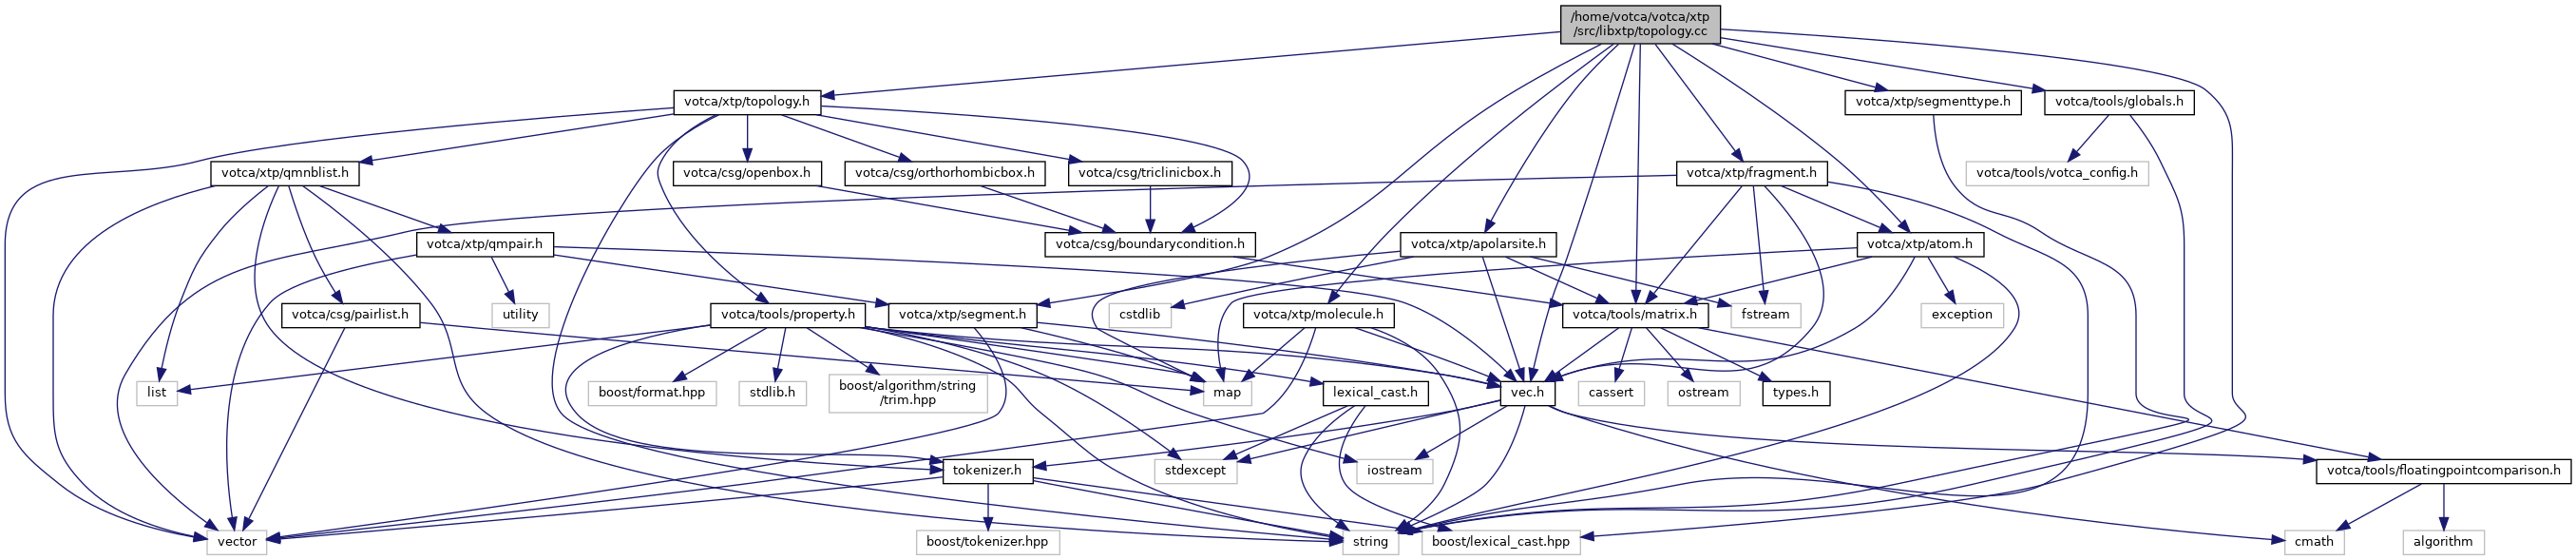 /home/votca/votca/xtp
/src/libxtp/topology.cc
votca/xtp/topology.h
votca/xtp/segmenttype.h
votca/tools/globals.h
votca/xtp/qmnblist.h
votca/csg/openbox.h
votca/csg/orthorhombicbox.h
votca/csg/triclinicbox.h
votca/xtp/fragment.h
votca/tools/votca_config.h
votca/xtp/qmpair.h
votca/csg/boundarycondition.h
votca/xtp/apolarsite.h
votca/xtp/atom.h
votca/csg/pairlist.h
utility
votca/tools/property.h
votca/xtp/segment.h
cstdlib
votca/xtp/molecule.h
votca/tools/matrix.h
fstream
exception
list
boost/format.hpp
stdlib.h
boost/algorithm/string
/trim.hpp
map
lexical_cast.h
vec.h
cassert
ostream
types.h
tokenizer.h
stdexcept
iostream
votca/tools/floatingpointcomparison.h
vector
boost/tokenizer.hpp
string
boost/lexical_cast.hpp
cmath
algorithm